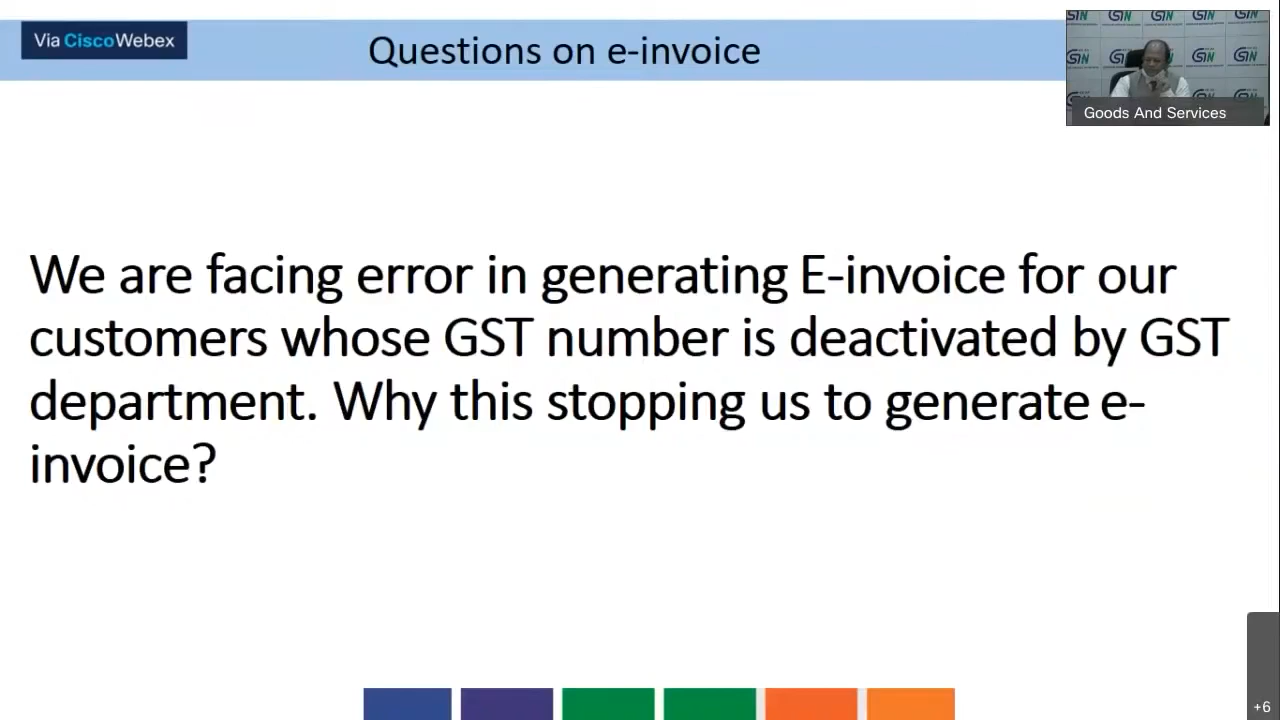 Via CiscoWebex
Questions on e-invoice
Goods And Services
We are facing error in generating E-invoice for our
customers whose GST number is deactivated by GST
department. Why this stopping us to generate e-
invoice?
+6